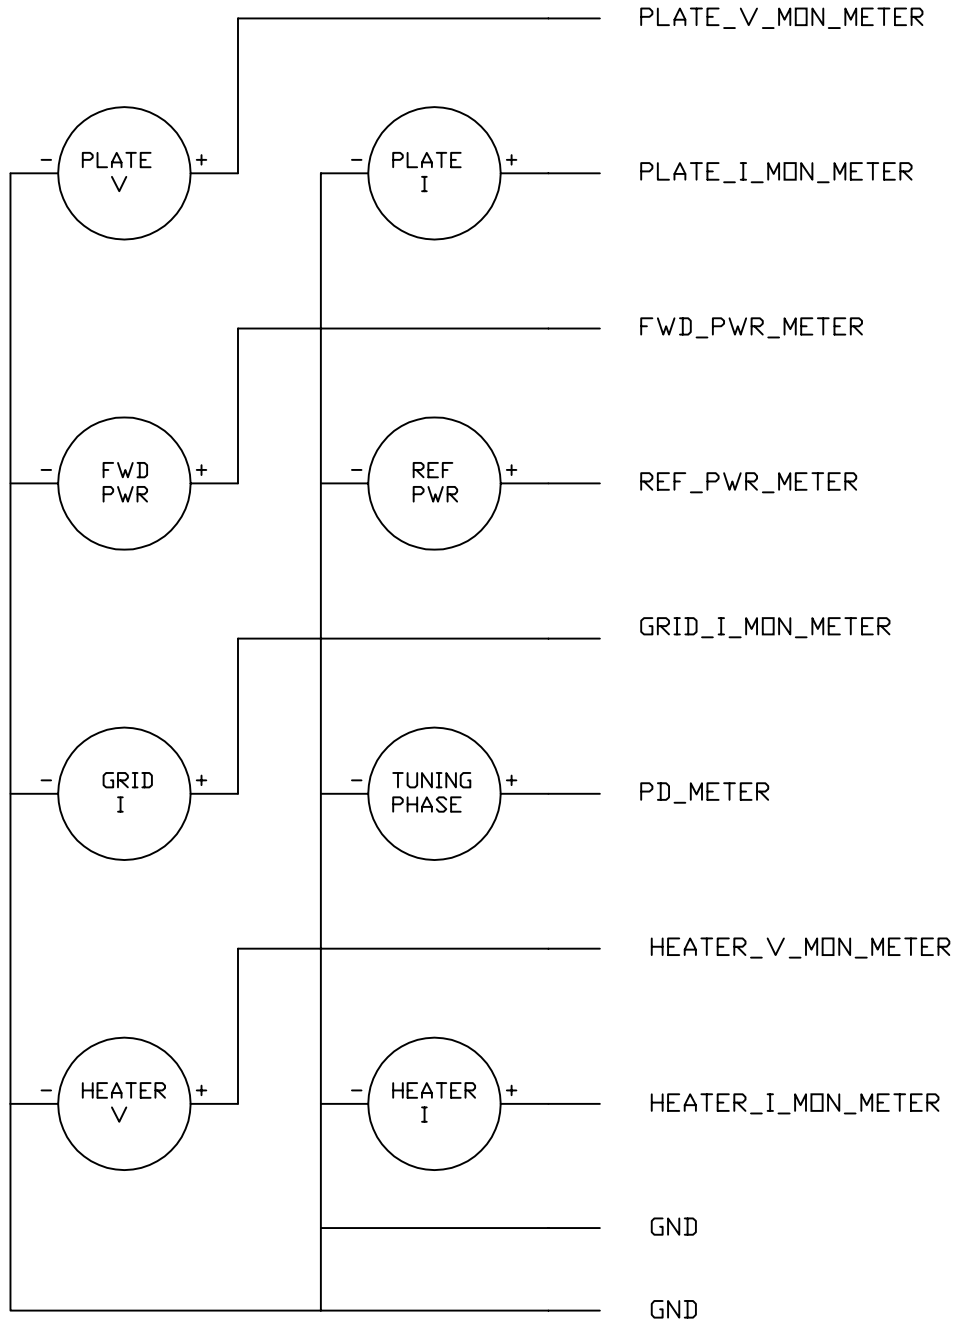 PLATE_V_MON_METER
- PLATE V +
- PLATE I +
PLATE_I_MON_METER
FWD_PWR_METER
- FWD PWR +
- REF PWR +
REF_PWR_METER
GRID_I_MON_METER
- GRID I +
- TUNING PHASE +
PD_METER
HEATER_V_MON_METER
- HEATER V +
- HEATER I +
HEATER_I_MON_METER
GND
GND